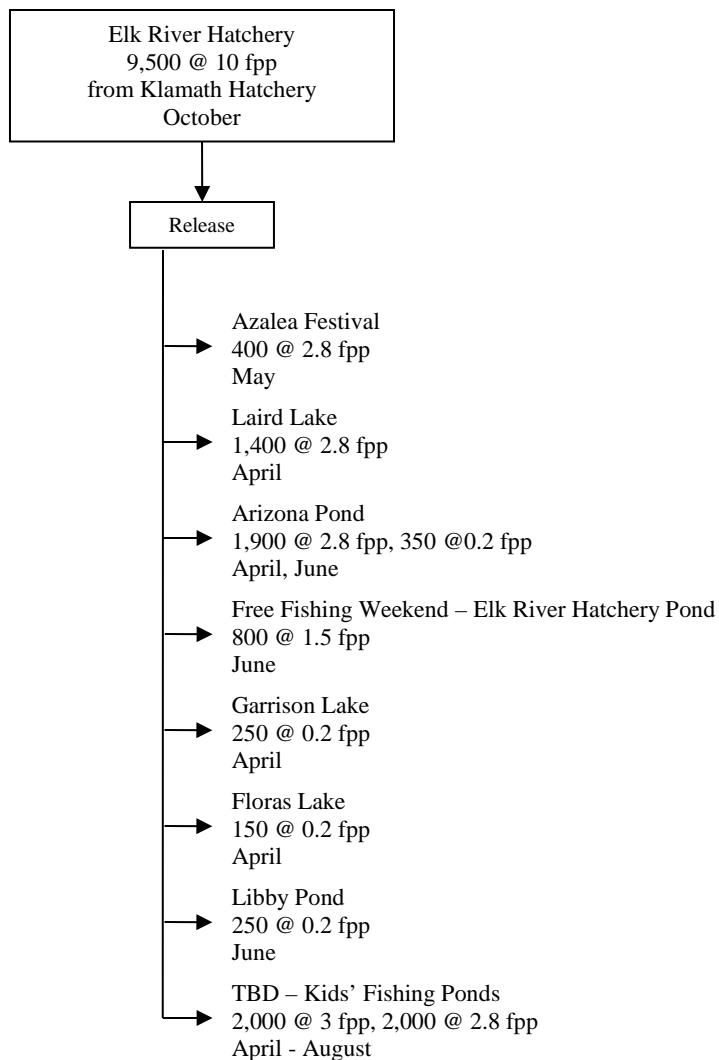 Elk River Hatchery
9,500 @ 10 fpp
from Klamath Hatchery
October
Release
Azalea Festival
400 @ 2.8 fpp
May
Laird Lake
1,400 @ 2.8 fpp
April
Arizona Pond
1,900 @ 2.8 fpp, 350 @0.2 fpp
April, June
Free Fishing Weekend – Elk River Hatchery Pond
800 @ 1.5 fpp
June
Garrison Lake
250 @ 0.2 fpp
April
Floras Lake
150 @ 0.2 fpp
April
Libby Pond
250 @ 0.2 fpp
June
TBD – Kids’ Fishing Ponds
2,000 @ 3 fpp, 2,000 @ 2.8 fpp
April - August